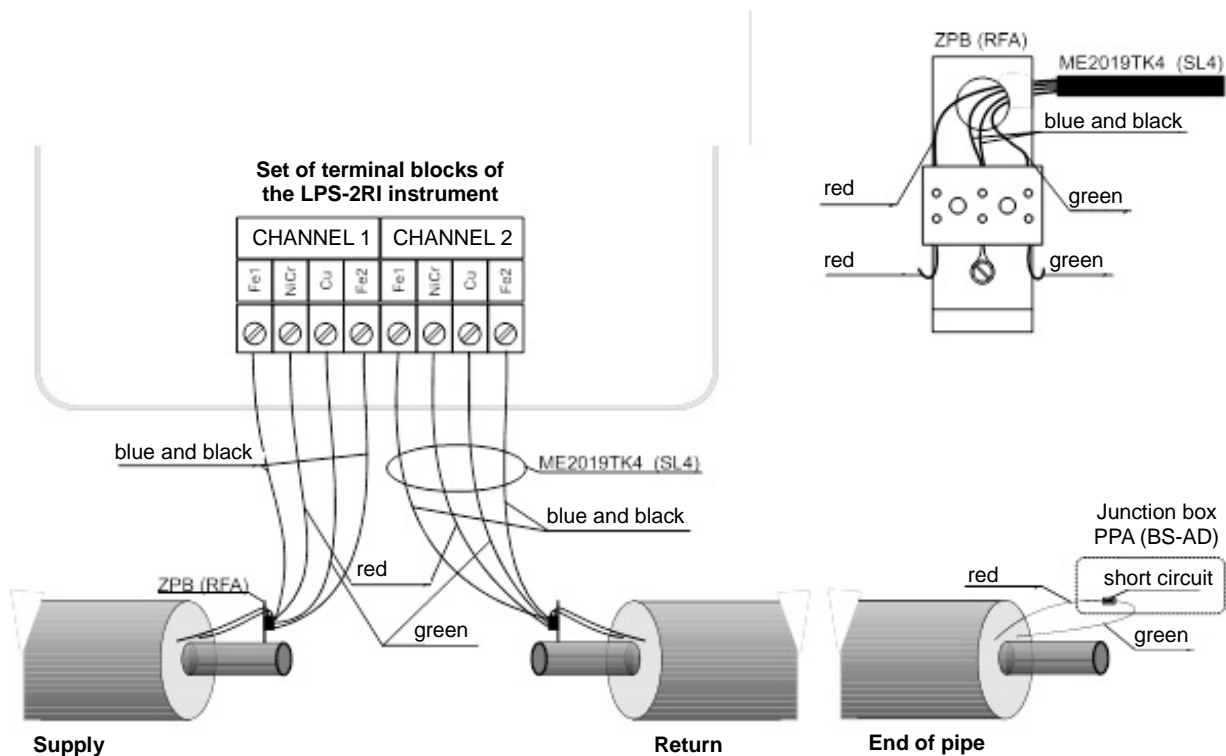 ZPB (RFA)
ME2019TK4 (SL4)
blue and black
red
green
red
green
Set of terminal blocks of
the LPS-2RI instrument
CHANNEL 1
CHANNEL 2
Fe1
NiCr
Cu
Fe2
Fe1
NiCr
Cu
Fe2
blue and black
ME2019TK4 (SL4)
blue and black
red
green
ZPB (RFA)
Junction box
PPA (BS-AD)
short circuit
red
green
Supply
Return
End of pipe